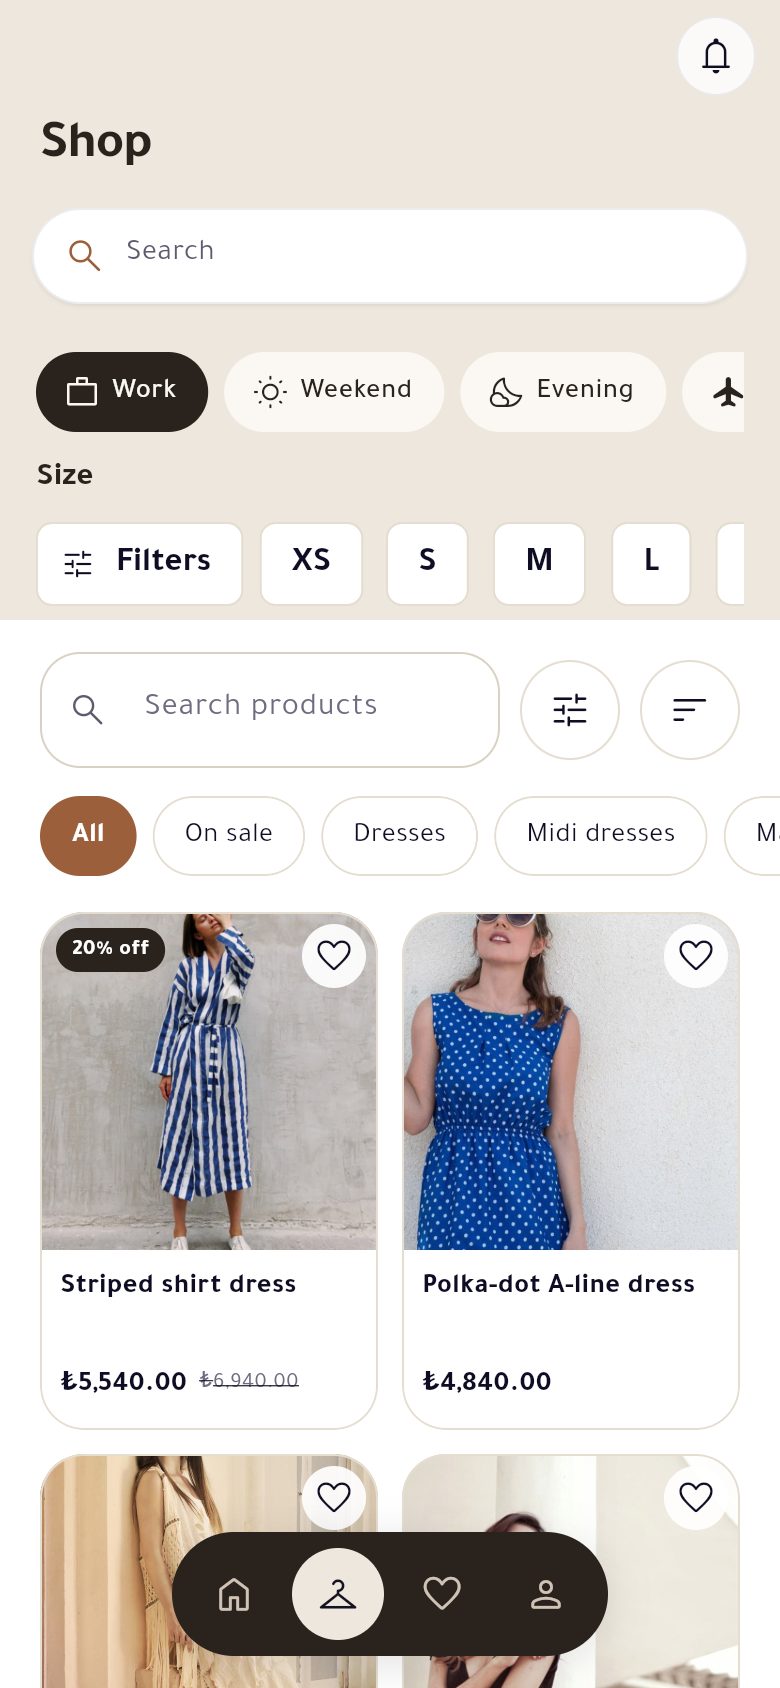 Shop
Search
Work Weekend Evening
Size
Filters XS S M L
Search products
All On sale Dresses Midi dresses
20% off
Striped shirt dress
₺5,540.00 ₺6,940.00
Polka-dot A-line dress
₺4,840.00